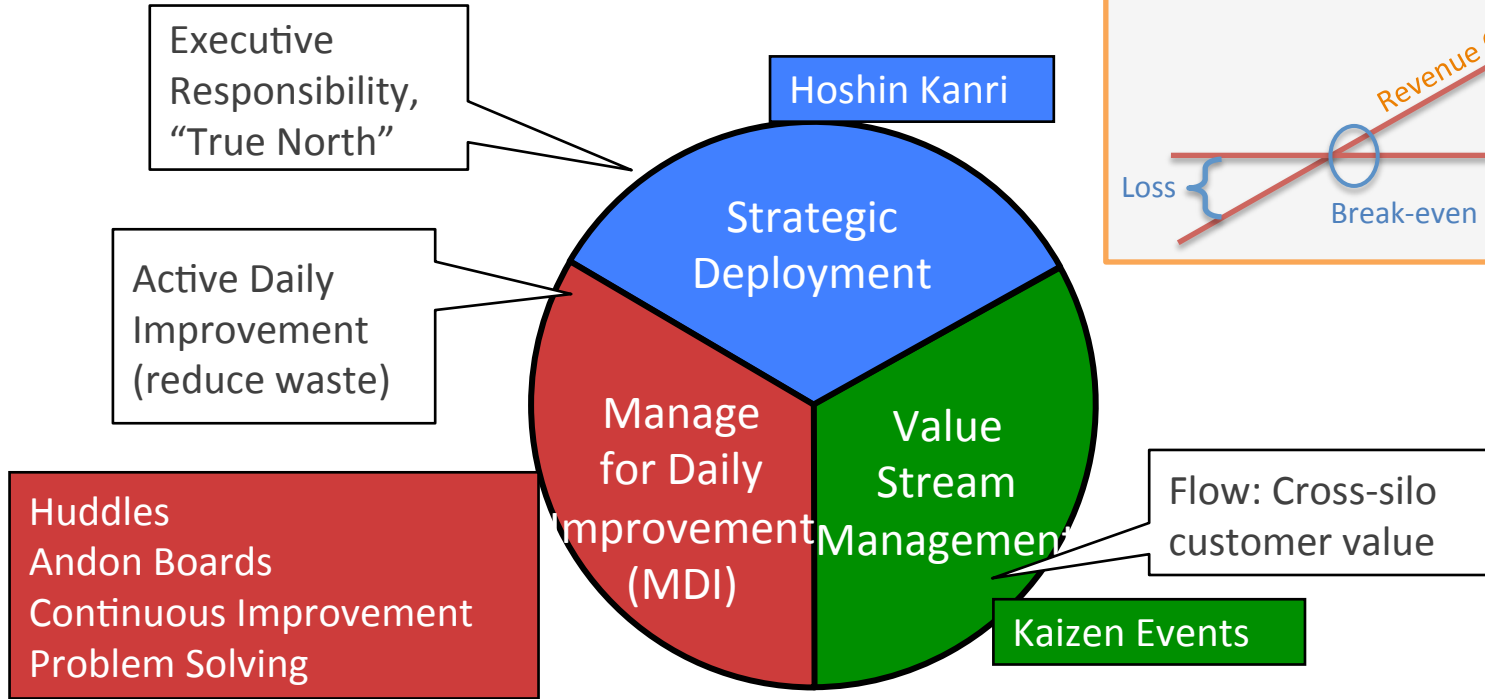 Executive
Responsibility,
“True North”
Hoshin Kanri
Revenue
Loss
Break-even
Strategic
Deployment
Active Daily
Improvement
(reduce waste)
Manage
for Daily
Improvement
(MDI)
Value
Stream
Management
Huddles
Andon Boards
Continuous Improvement
Problem Solving
Flow: Cross-silo
customer value
Kaizen Events